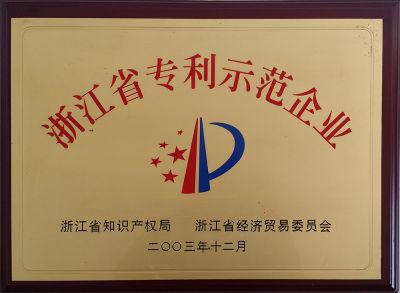 浙江省专利示范企业
浙江省知识产权局 浙江省经济贸易委员会
二〇〇三年十二月